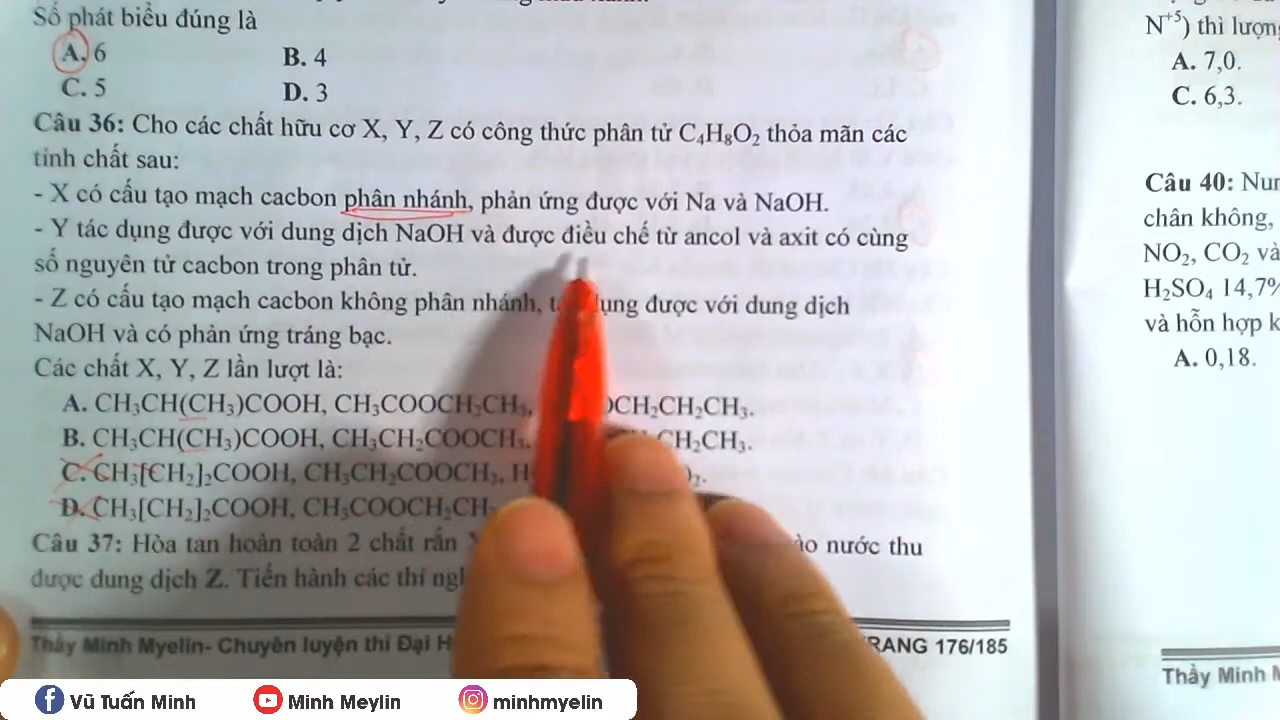 Số phát biểu đúng là
A. 6 B. 4
C. 5 D. 3
Câu 36: Cho các chất hữu cơ X, Y, Z có công thức phân tử C₄H₈O₂ thỏa mãn các
tính chất sau:
- X có cấu tạo mạch cacbon phân nhánh, phản ứng được với Na và NaOH.
- Y tác dụng được với dung dịch NaOH và được điều chế từ ancol và axit có cùng
số nguyên tử cacbon trong phân tử.
- Z có cấu tạo mạch cacbon không phân nhánh, dụng được với dung dịch
NaOH và có phản ứng tráng bạc.
Các chất X, Y, Z lần lượt là:
A. CH₃CH(CH₃)COOH, CH₃COOCH₂CH₃, OCH₂CH₂CH₃.
B. CH₃CH(CH₃)COOH, CH₃CH₂COOCH₃, CH₂CH₃.
C. CH₃[CH₂]₂COOH, CH₃CH₂COOCH₃, )₂.
D. CH₃[CH₂]₂COOH,
Câu 37: Hòa tan hoàn toàn 2 chất rắn nước thu
được dung dịch Z. Tiến hành các thí
Thầy Minh Myelin- Chuyên luyện thi Đại TRANG 176/185
N⁺⁵) thì
A. 7,0.
C. 6,3.
Câu 40:
chân không,
NO₂, CO₂ và
H₂SO₄ 14,7%
và hỗn hợp
A. 0,18.
Thầy Minh
Vũ Tuấn Minh Minh Meylin minhmyelin